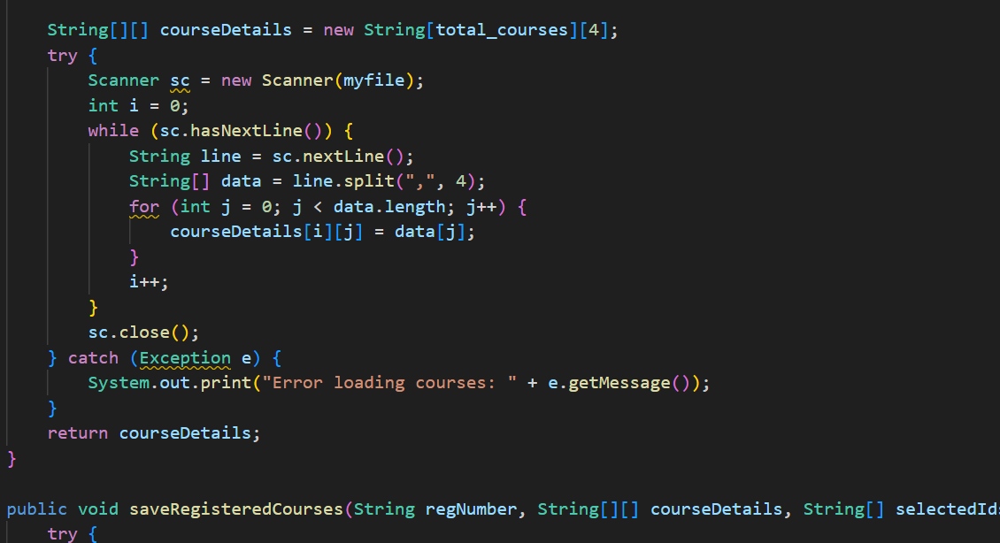 String[][] courseDetails = new String[total_courses][4];
try {
Scanner sc = new Scanner(myfile);
int i = 0;
while (sc.hasNextLine()) {
String line = sc.nextLine();
String[] data = line.split(",", 4);
for (int j = 0; j < data.length; j++) {
courseDetails[i][j] = data[j];
}
i++;
}
sc.close();
} catch (Exception e) {
System.out.print("Error loading courses: " + e.getMessage());
}
return courseDetails;
}
public void saveRegisteredCourses(String regNumber, String[][] courseDetails, String[]
try {